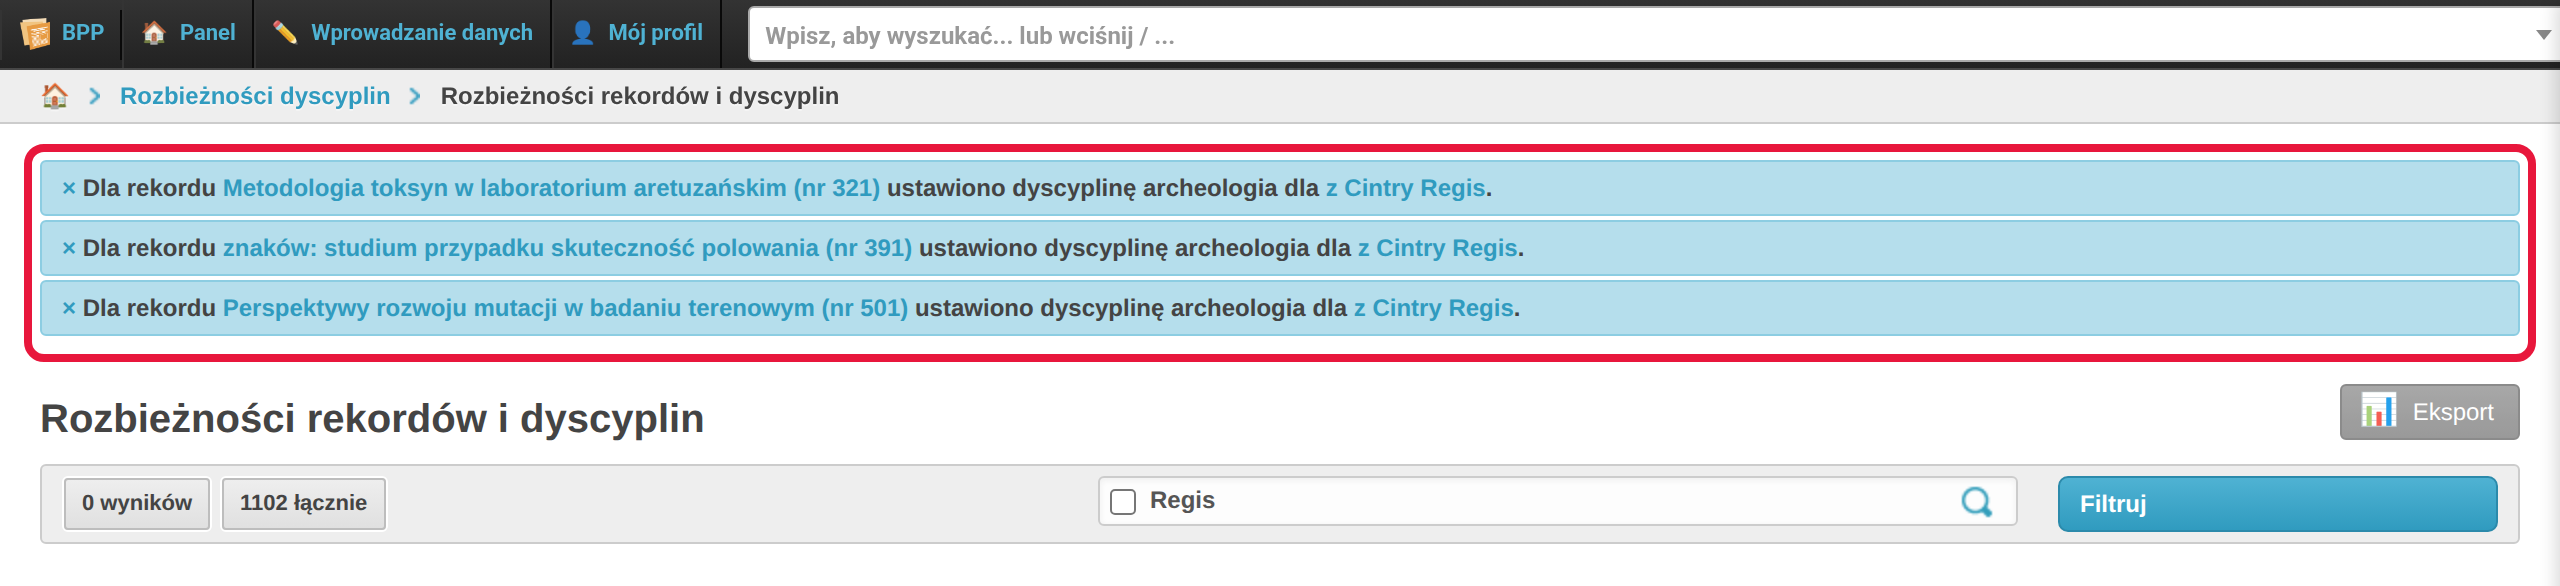 BPP Panel Wprowadzanie danych Mój profil Wpisz, aby wyszukać... lub wciśnij / ...
Rozbieżności dyscyplin Rozbieżności rekordów i dyscyplin
× Dla rekordu Metodologia toksyn w laboratorium aretuzańskim (nr 321) ustawiono dyscyplinę archeologia dla z Cintry Regis.
× Dla rekordu znaków: studium przypadku skuteczność polowania (nr 391) ustawiono dyscyplinę archeologia dla z Cintry Regis.
× Dla rekordu Perspektywy rozwoju mutacji w badaniu terenowym (nr 501) ustawiono dyscyplinę archeologia dla z Cintry Regis.
Rozbieżności rekordów i dyscyplin Eksport
0 wyników 1102 łącznie Regis Filtruj